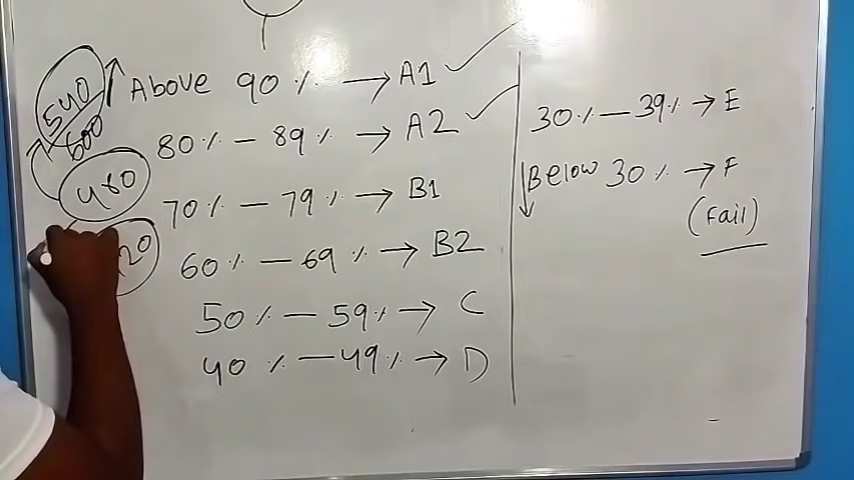 540
600
480
20
Above 90 % → A1 ✓
80 % – 89 % → A2 ✓
70 % – 79 % → B1
60 % – 69 % → B2
50 % – 59 % → C
40 % – 49 % → D
30 % – 39 % → E
Below 30 % → F
(Fail)